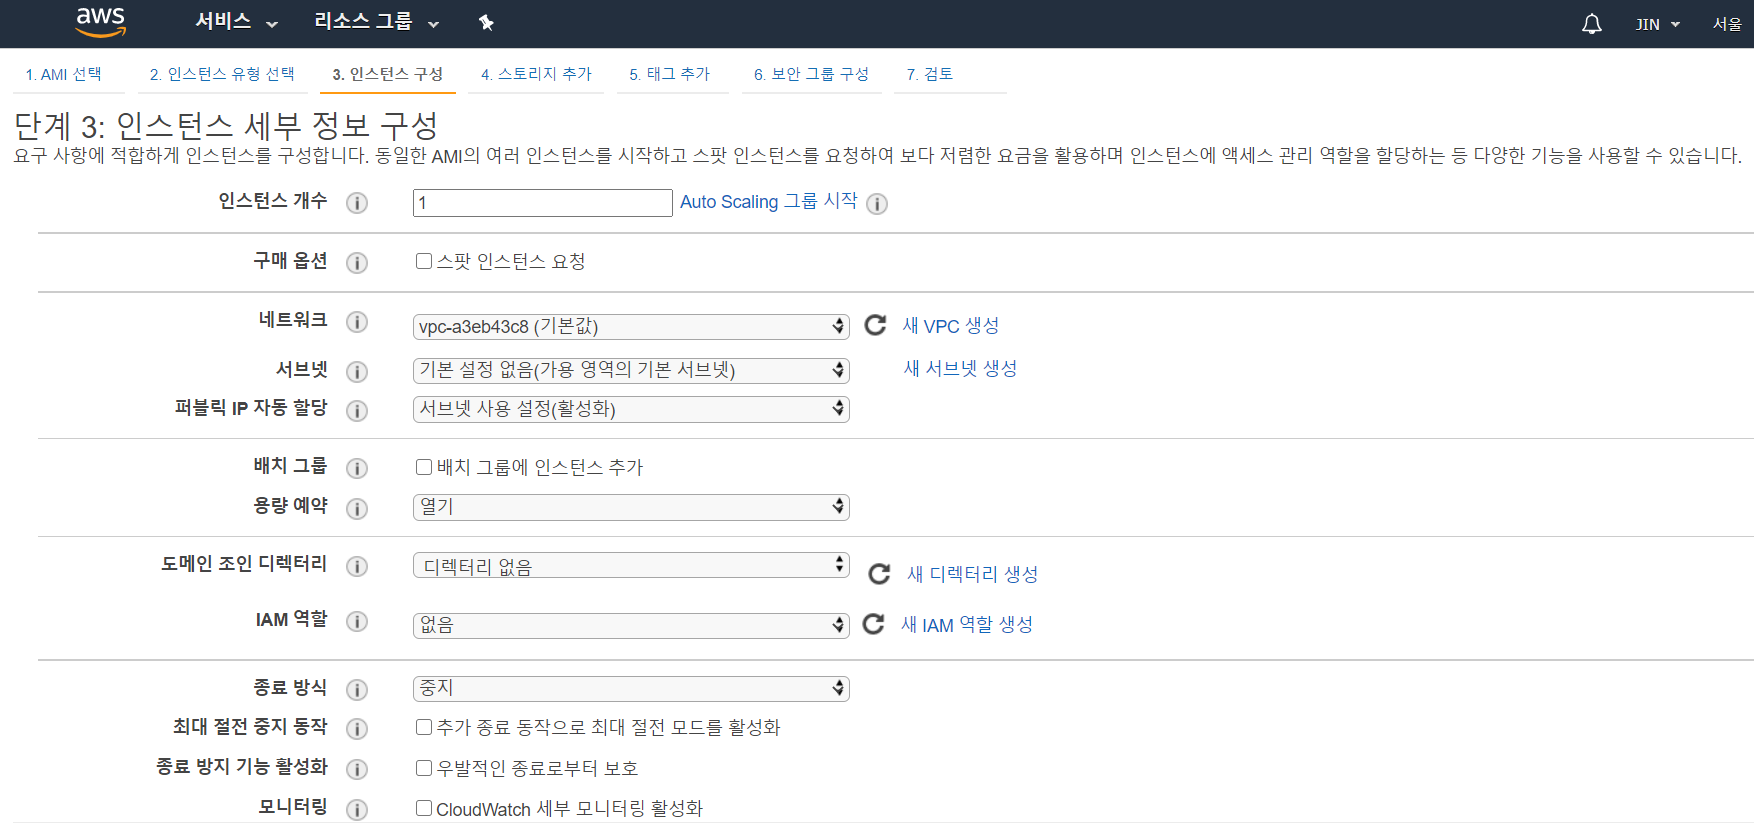 aws 서비스 리소스 그룹 JIN 서울
1. AMI 선택 2. 인스턴스 유형 선택 3. 인스턴스 구성 4. 스토리지 추가 5. 태그 추가 6. 보안 그룹 구성 7. 검토
단계 3: 인스턴스 세부 정보 구성
요구 사항에 적합하게 인스턴스를 구성합니다. 동일한 AMI의 여러 인스턴스를 시작하고 스팟 인스턴스를 요청하여 보다 저렴한 요금을 활용하며 인스턴스에 액세스 관리 역할을 할당하는 등 다양한 기능을 사용할 수 있습니다.
인스턴스 개수 i 1 Auto Scaling 그룹 시작 i
구매 옵션 i 스팟 인스턴스 요청
네트워크 i vpc-a3eb43c8 (기본값) 새 VPC 생성
서브넷 i 기본 설정 없음(가용 영역의 기본 서브넷) 새 서브넷 생성
퍼블릭 IP 자동 할당 i 서브넷 사용 설정(활성화)
배치 그룹 i 배치 그룹에 인스턴스 추가
용량 예약 i 열기
도메인 조인 디렉터리 i 디렉터리 없음 새 디렉터리 생성
IAM 역할 i 없음 새 IAM 역할 생성
종료 방식 i 중지
최대 절전 중지 동작 i 추가 종료 동작으로 최대 절전 모드를 활성화
종료 방지 기능 활성화 i 우발적인 종료로부터 보호
모니터링 i CloudWatch 세부 모니터링 활성화